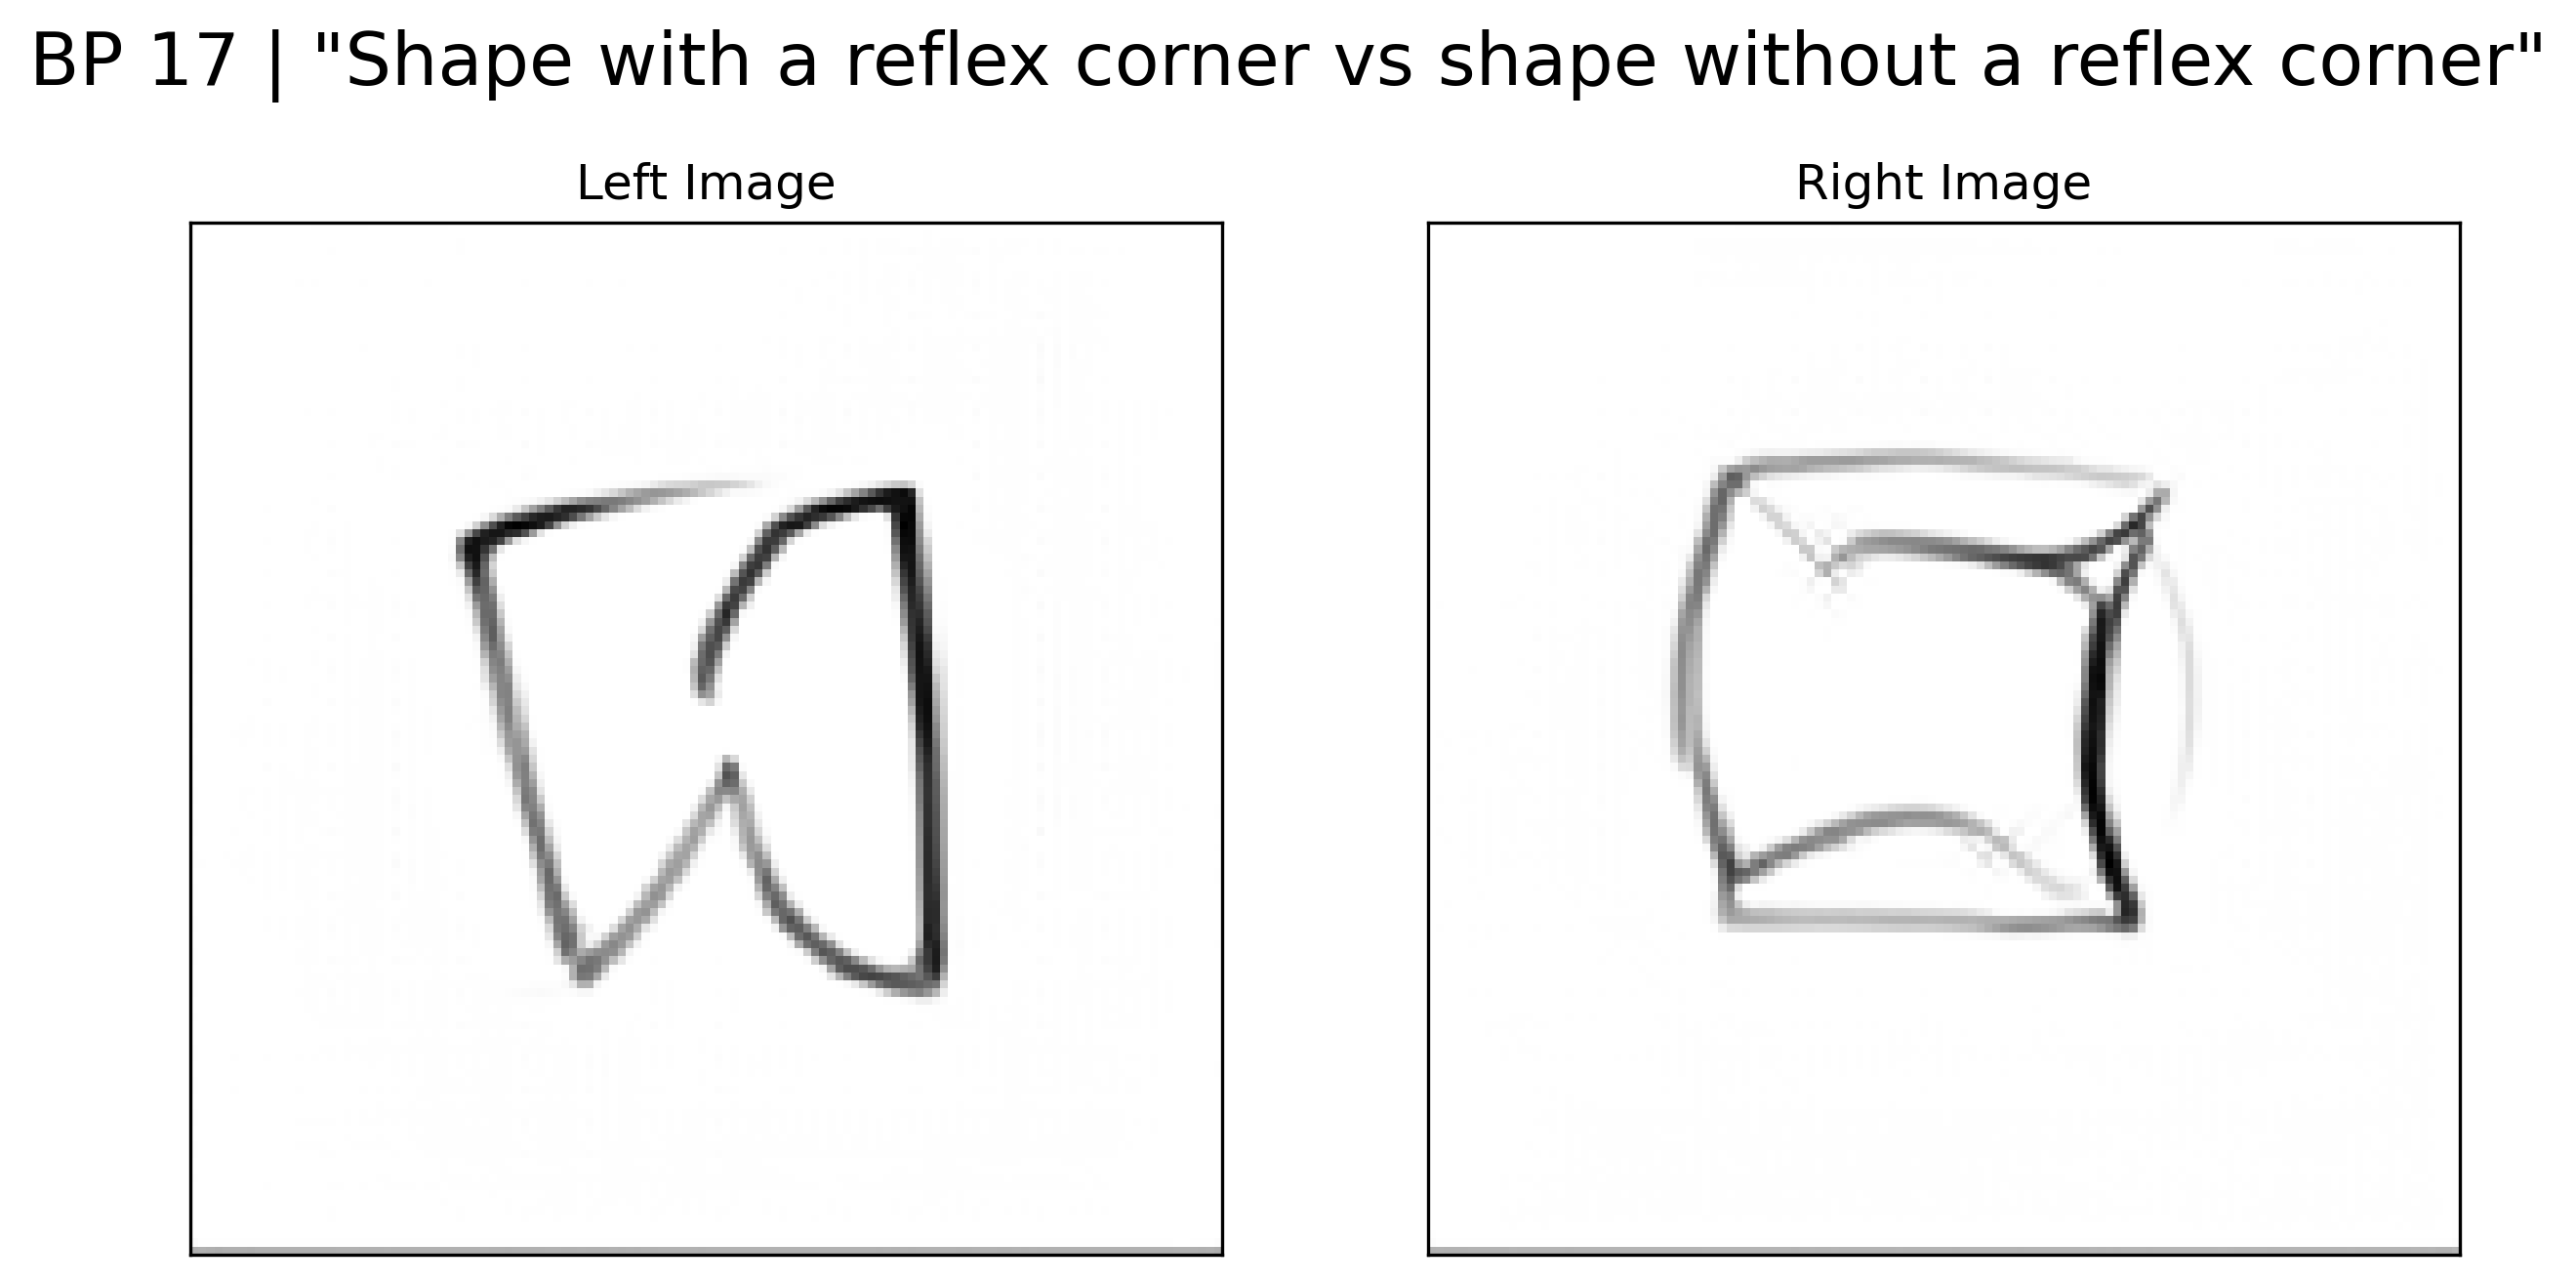 BP 17 | "Shape with a reflex corner vs shape without a reflex corner"
Left Image
Right Image